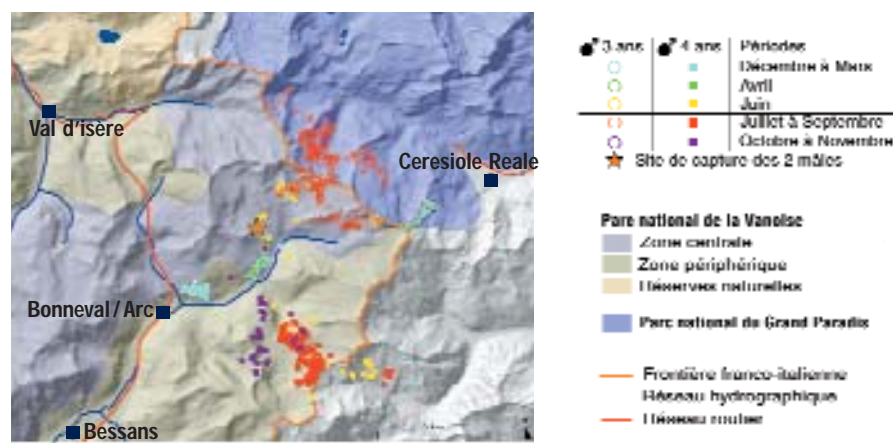 Val d'isère
Ceresiole Reale
Bonneval / Arc
Bessans
3 ans 4 ans Périodes
Décembre à Mars
Avril
Juin
Juillet à Septembre
Octobre à Novembre
Site de capture des 2 mâles
Parc national de la Vanoise
Zone centrale
Zone périphérique
Réserves naturelles
Parc national du Grand Paradis
Frontière franco-italienne
Réseau hydrographique
Réseau routier